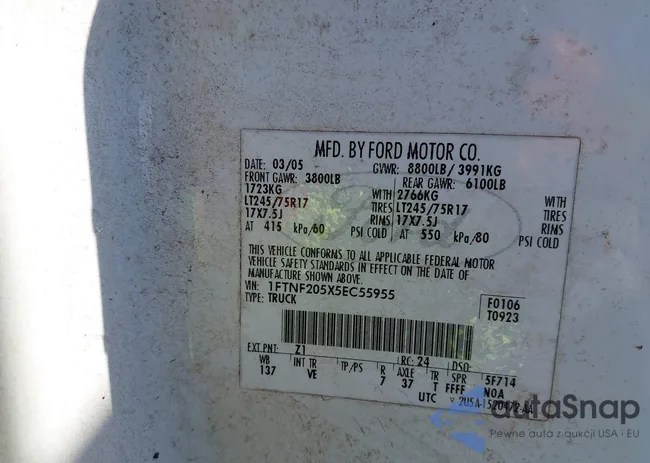 MFD. BY FORD MOTOR CO.
DATE: 03/05 GVWR: 8800LB / 3991KG
FRONT GAWR: 3800LB REAR GAWR: 6100LB
1723KG WITH 2766KG WITH
LT245/75R17 TIRES LT245/75R17 TIRES
17X7.5J RIMS 17X7.5J RIMS
AT 415 kPa/60 PSI COLD AT 550 kPa/80 PSI COLD
THIS VEHICLE CONFORMS TO ALL APPLICABLE FEDERAL MOTOR
VEHICLE SAFETY STANDARDS IN EFFECT ON THE DATE OF
MANUFACTURE SHOWN ABOVE.
VIN: 1FTNF205X5EC55955
TYPE: TRUCK
F0106
T0923
EXT PNT: Z1 RC: 24 DSO:
WB INT TR TP/PS R AXLE TR SPR 5F714
137 VE 7 37 T FFFF NOA
UTC
autoSnap
Pewne auta z aukcji USA i EU